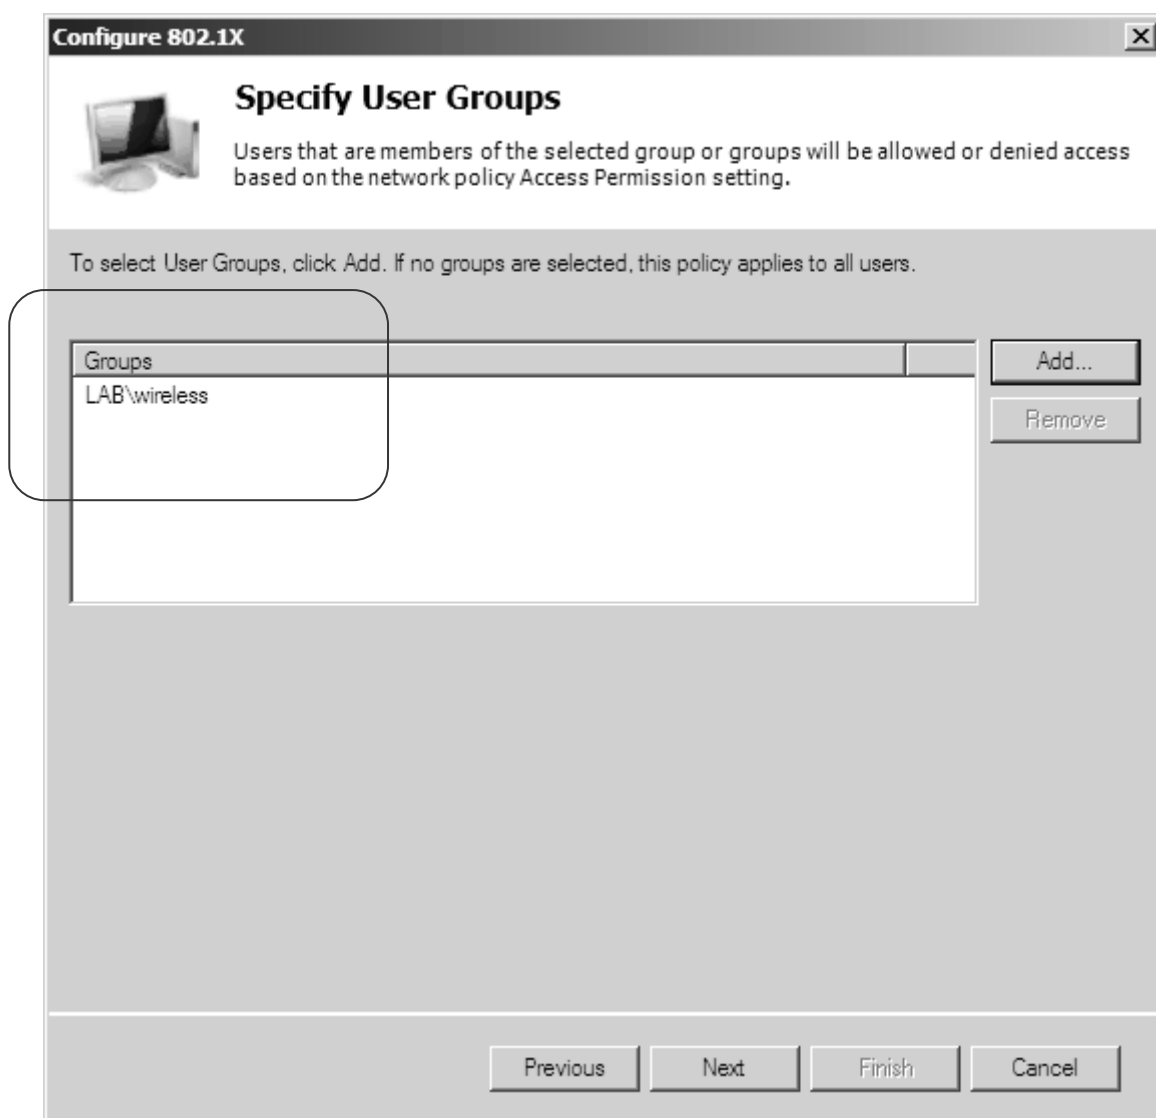 Configure 802.1X
Specify User Groups
Users that are members of the selected group or groups will be allowed or denied access
based on the network policy Access Permission setting.
To select User Groups, click Add. If no groups are selected, this policy applies to all users.
Groups
LAB\wireless
Add...
Remove
Previous
Next
Finish
Cancel